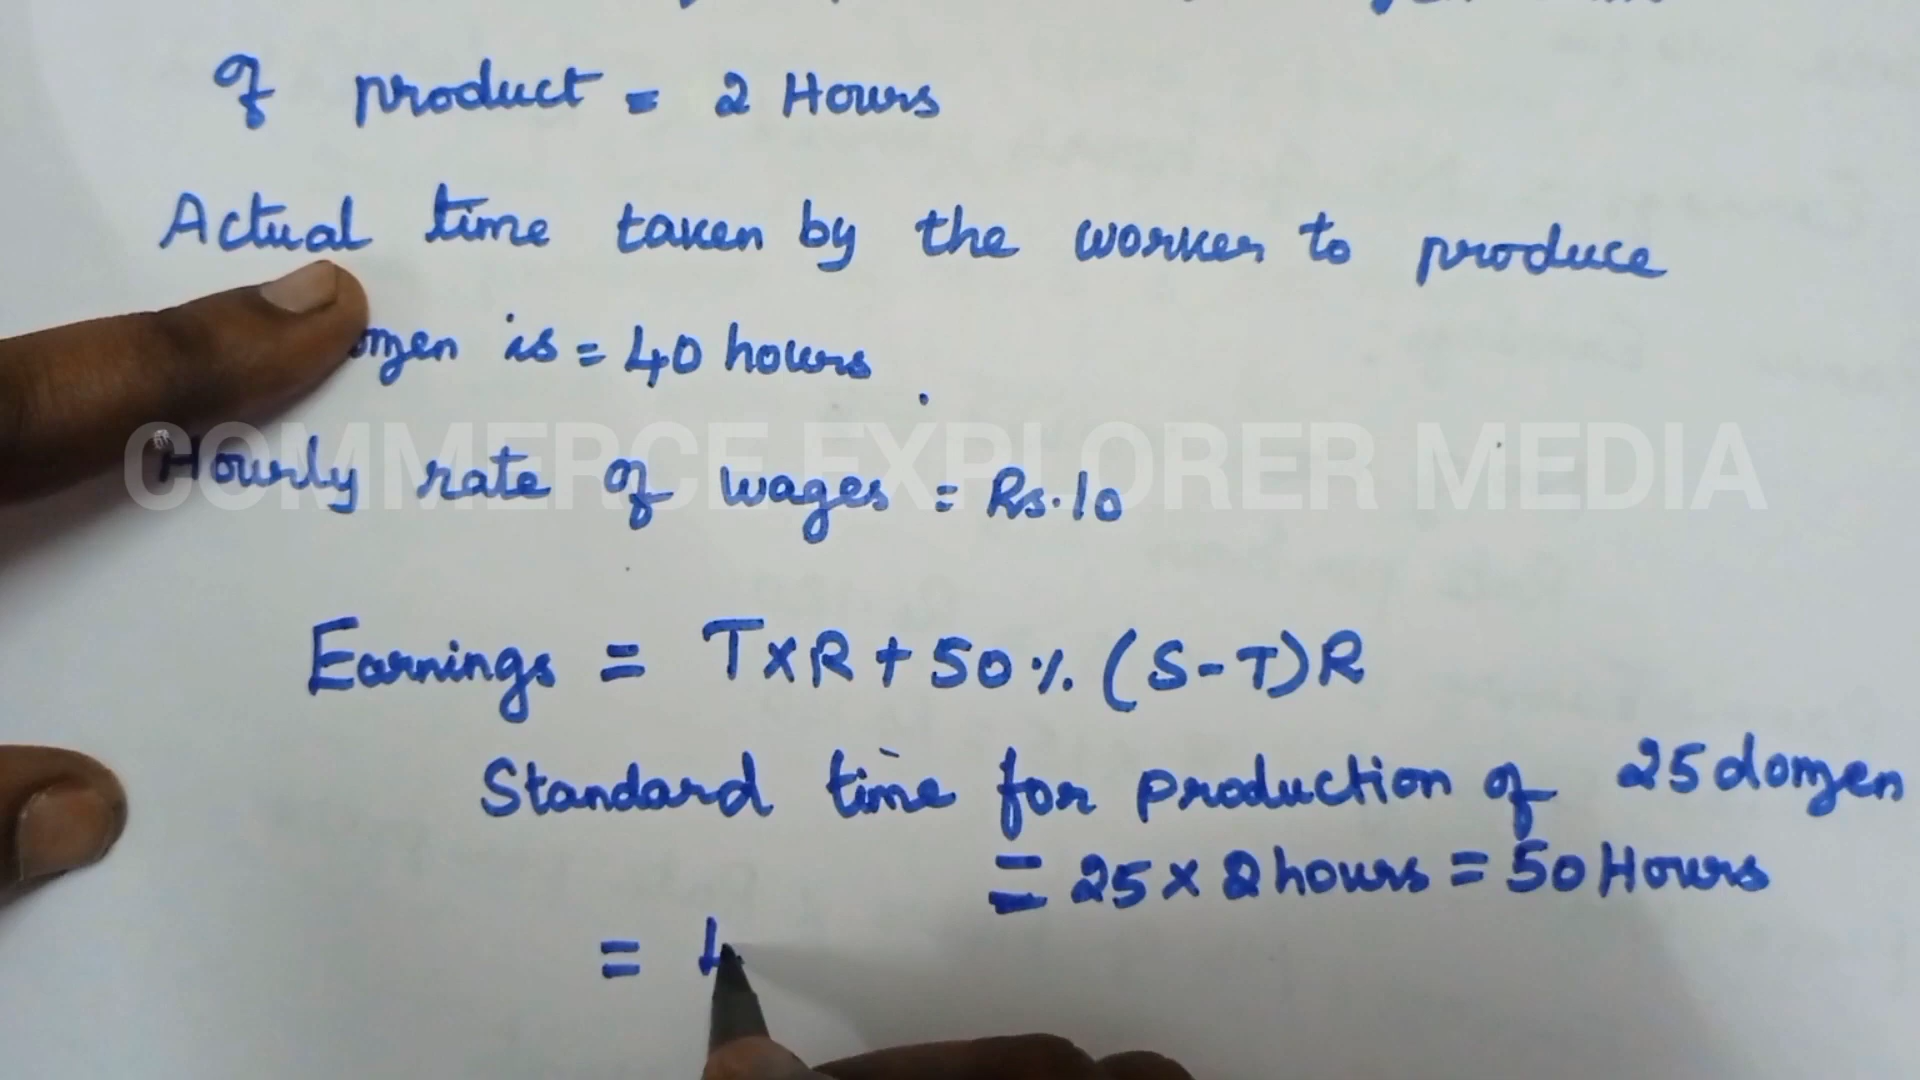 of product = 2 Hours
Actual time taken by the worker to produce
is = 40 hours
Hourly rate of wages = Rs.10
COMMERCE EXPLORER MEDIA
Earnings = TXR + 50% (S-T)R
Standard time for production of 25 dozen
= 25 x 2 hours = 50 Hours
= 4